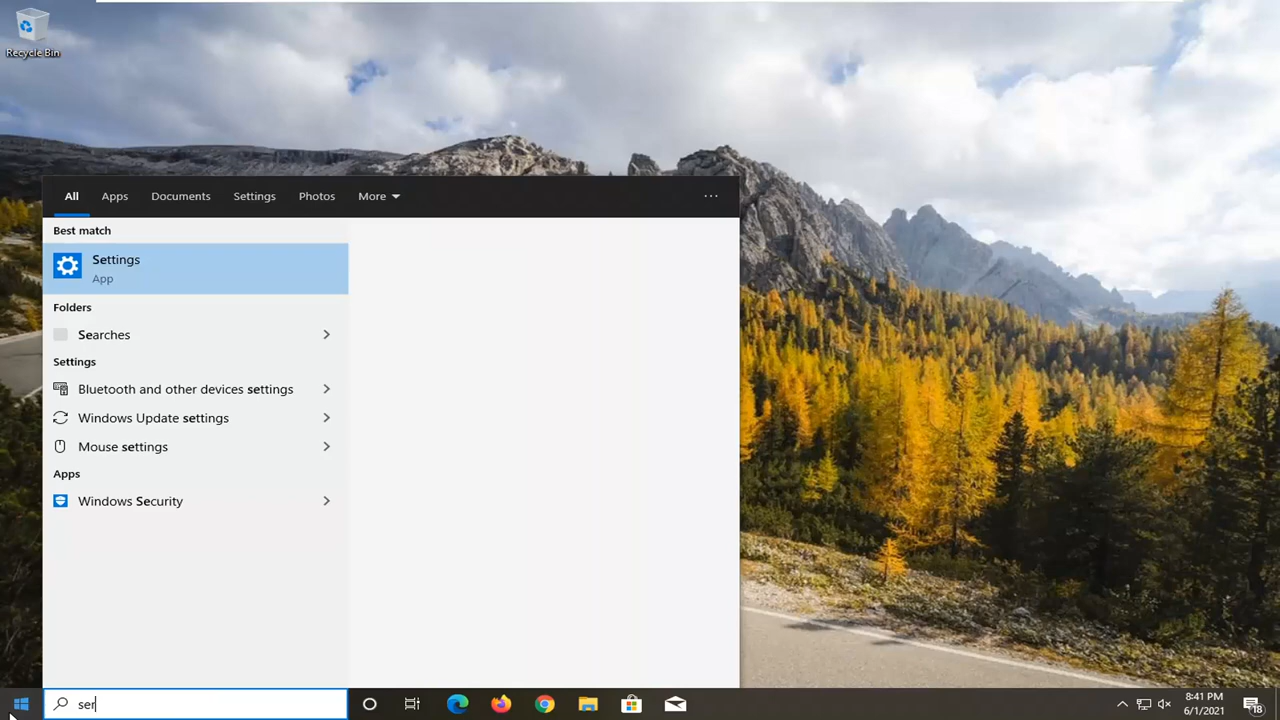 Recycle Bin
All Apps Documents Settings Photos More ...
Best match
Settings
App
Folders
Searches
Settings
Bluetooth and other devices settings
Windows Update settings
Mouse settings
Apps
Windows Security
ser
8:41 PM
6/1/2021
18